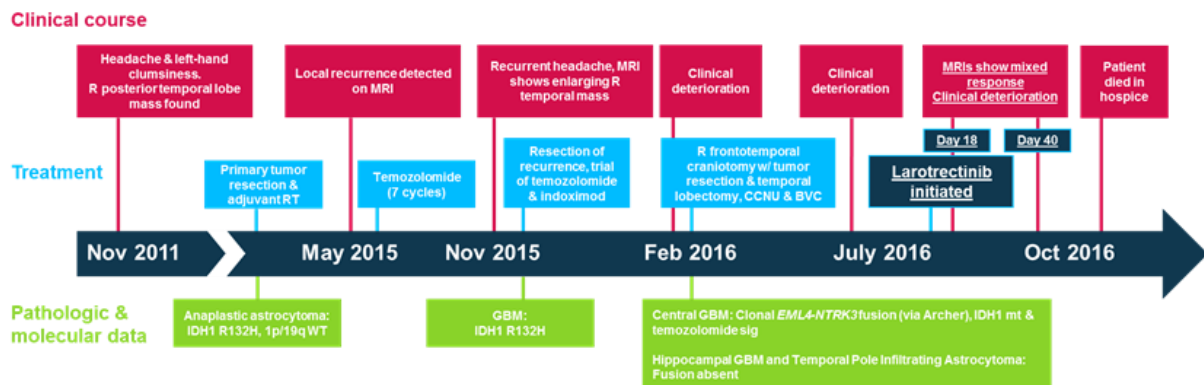 Clinical course
Headache & left-hand
clumsiness.
R posterior temporal lobe
mass found
Local recurrence detected
on MRI
Recurrent headache, MRI
shows enlarging R
temporal mass
Clinical
deterioration
Clinical
deterioration
MRIs show mixed
response
Clinical deterioration
Patient
died in
hospice
Day 18
Day 40
Treatment
Primary tumor
resection &
adjuvant RT
Temozolomide
(7 cycles)
Resection of
recurrence, trial
of temozolomide
& indoximod
R frontotemporal
craniotomy w/ tumor
resection & temporal
lobectomy, CCNU & BVC
Larotrectinib
initiated
Nov 2011
May 2015
Nov 2015
Feb 2016
July 2016
Oct 2016
Pathologic &
molecular data
Anaplastic astrocytoma:
IDH1 R132H, 1p/19q WT
GBM:
IDH1 R132H
Central GBM: Clonal EML4-NTRK3 fusion (via Archer), IDH1 mt &
temozolomide sig
Hippocampal GBM and Temporal Pole Infiltrating Astrocytoma:
Fusion absent